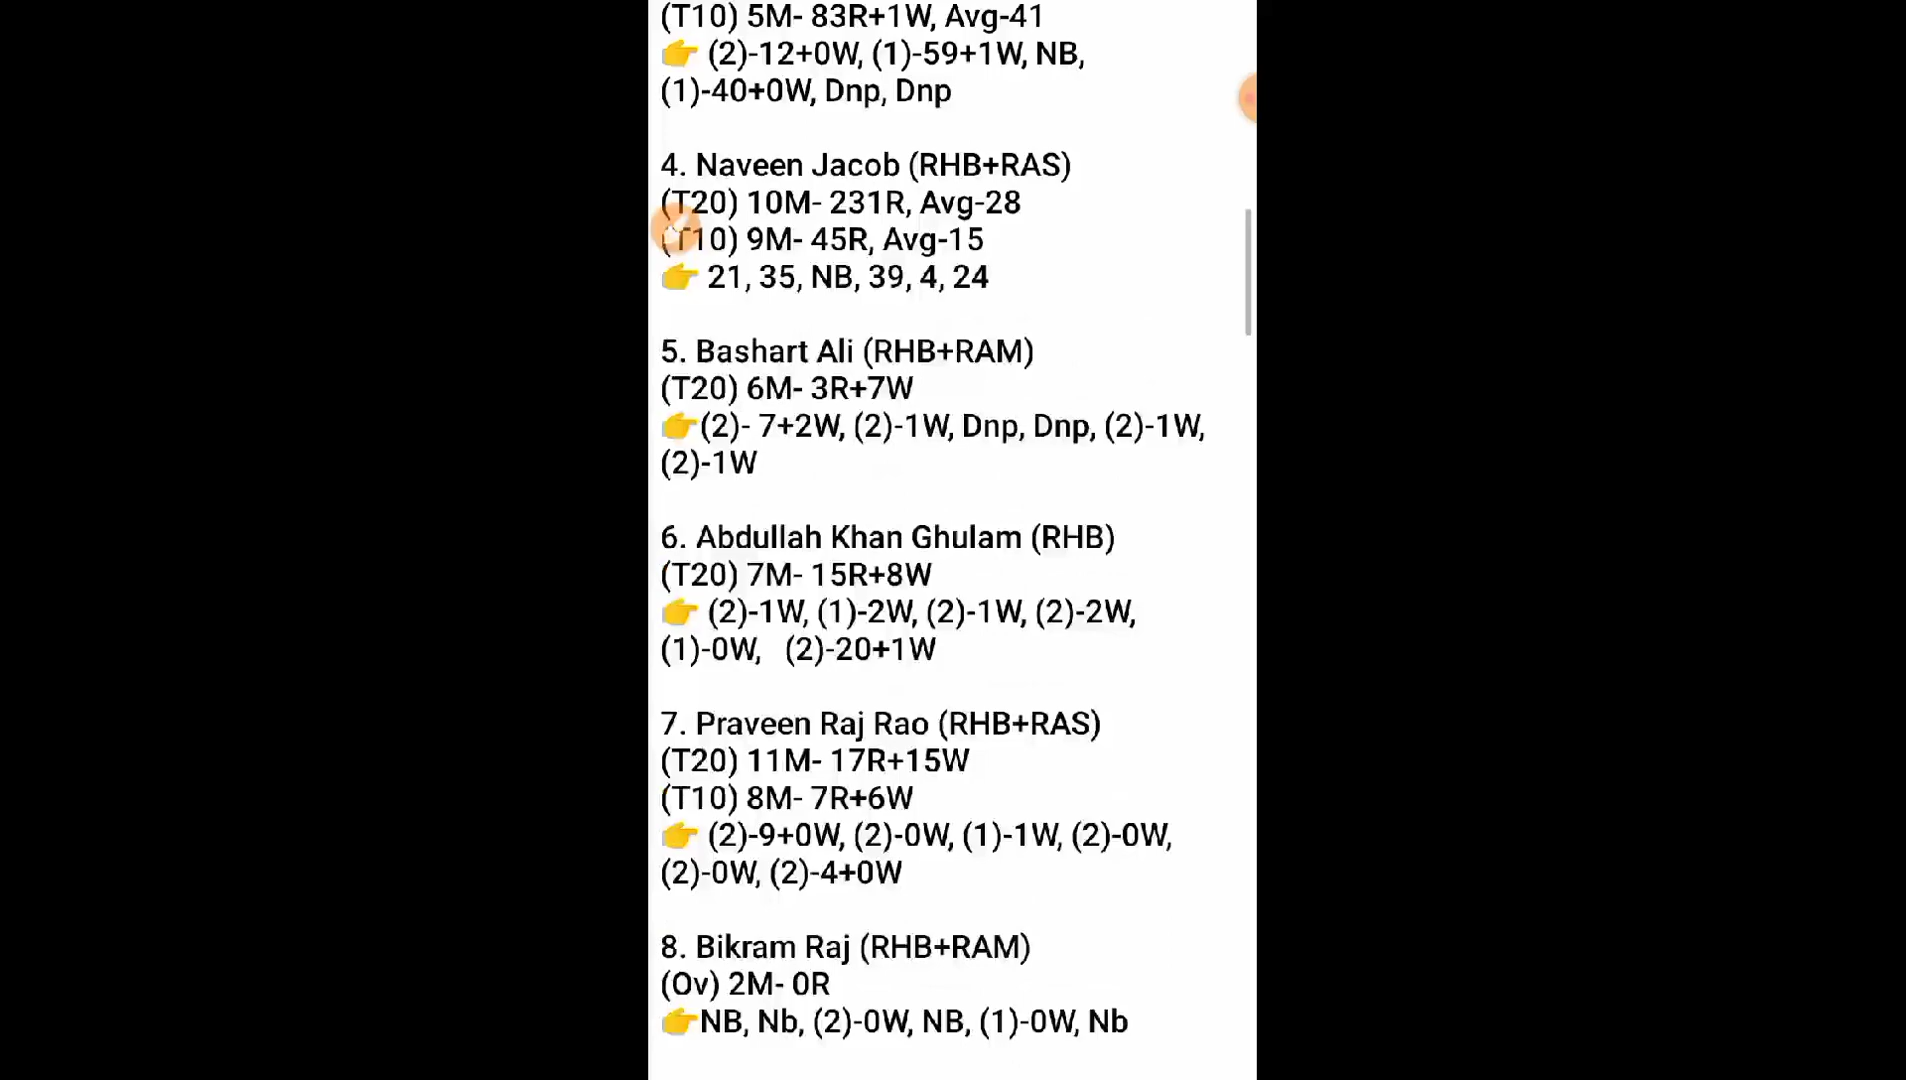 (T10) 5M- 83R+1W, Avg-41
👉 (2)-12+0W, (1)-59+1W, NB,
(1)-40+0W, Dnp, Dnp
4. Naveen Jacob (RHB+RAS)
(T20) 10M- 231R, Avg-28
(T10) 9M- 45R, Avg-15
👉 21, 35, NB, 39, 4, 24
5. Bashart Ali (RHB+RAM)
(T20) 6M- 3R+7W
👉(2)- 7+2W, (2)-1W, Dnp, Dnp, (2)-1W,
(2)-1W
6. Abdullah Khan Ghulam (RHB)
(T20) 7M- 15R+8W
👉 (2)-1W, (1)-2W, (2)-1W, (2)-2W,
(1)-0W, (2)-20+1W
7. Praveen Raj Rao (RHB+RAS)
(T20) 11M- 17R+15W
(T10) 8M- 7R+6W
👉 (2)-9+0W, (2)-0W, (1)-1W, (2)-0W,
(2)-0W, (2)-4+0W
8. Bikram Raj (RHB+RAM)
(Ov) 2M- 0R
👉NB, Nb, (2)-0W, NB, (1)-0W, Nb